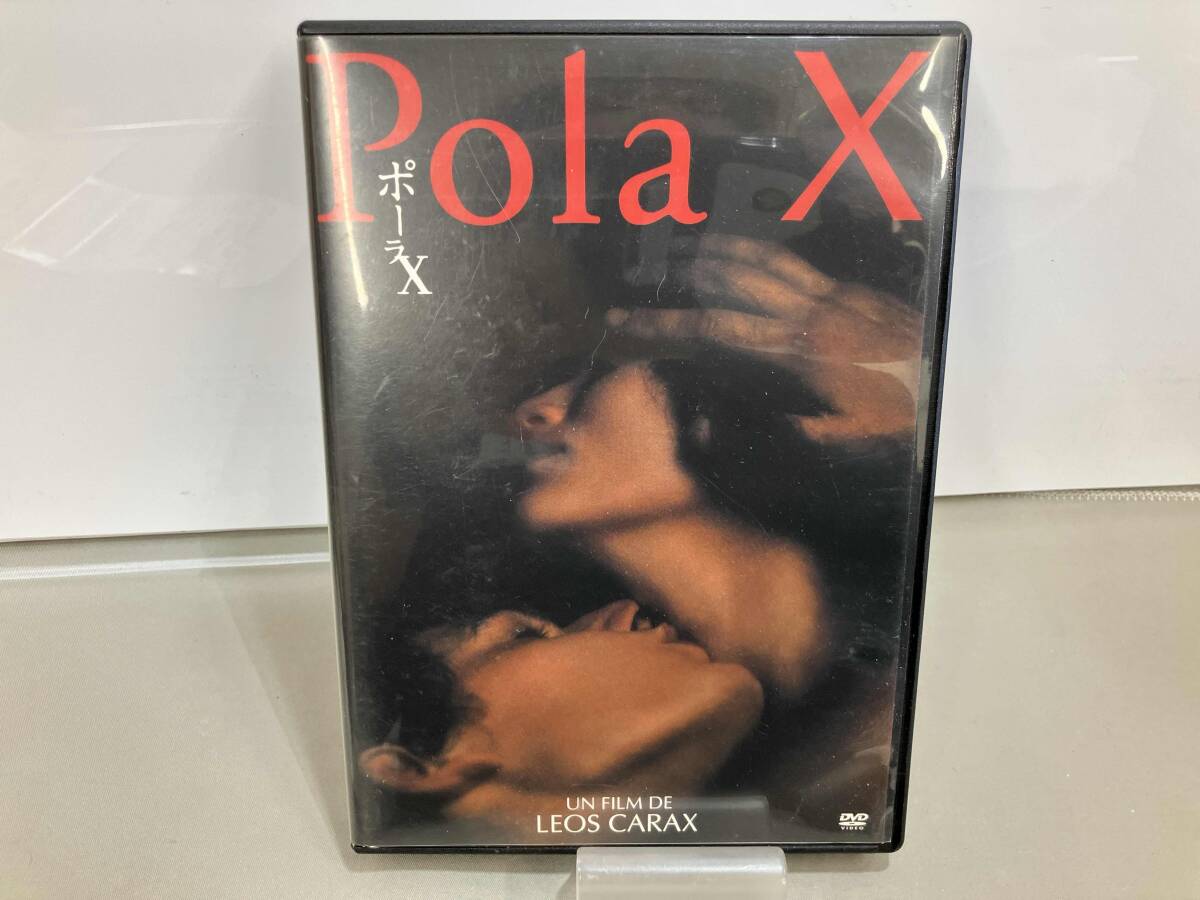 Pola X
ポーラX
UN FILM DE
LEOS CARAX
DVD
VIDEO